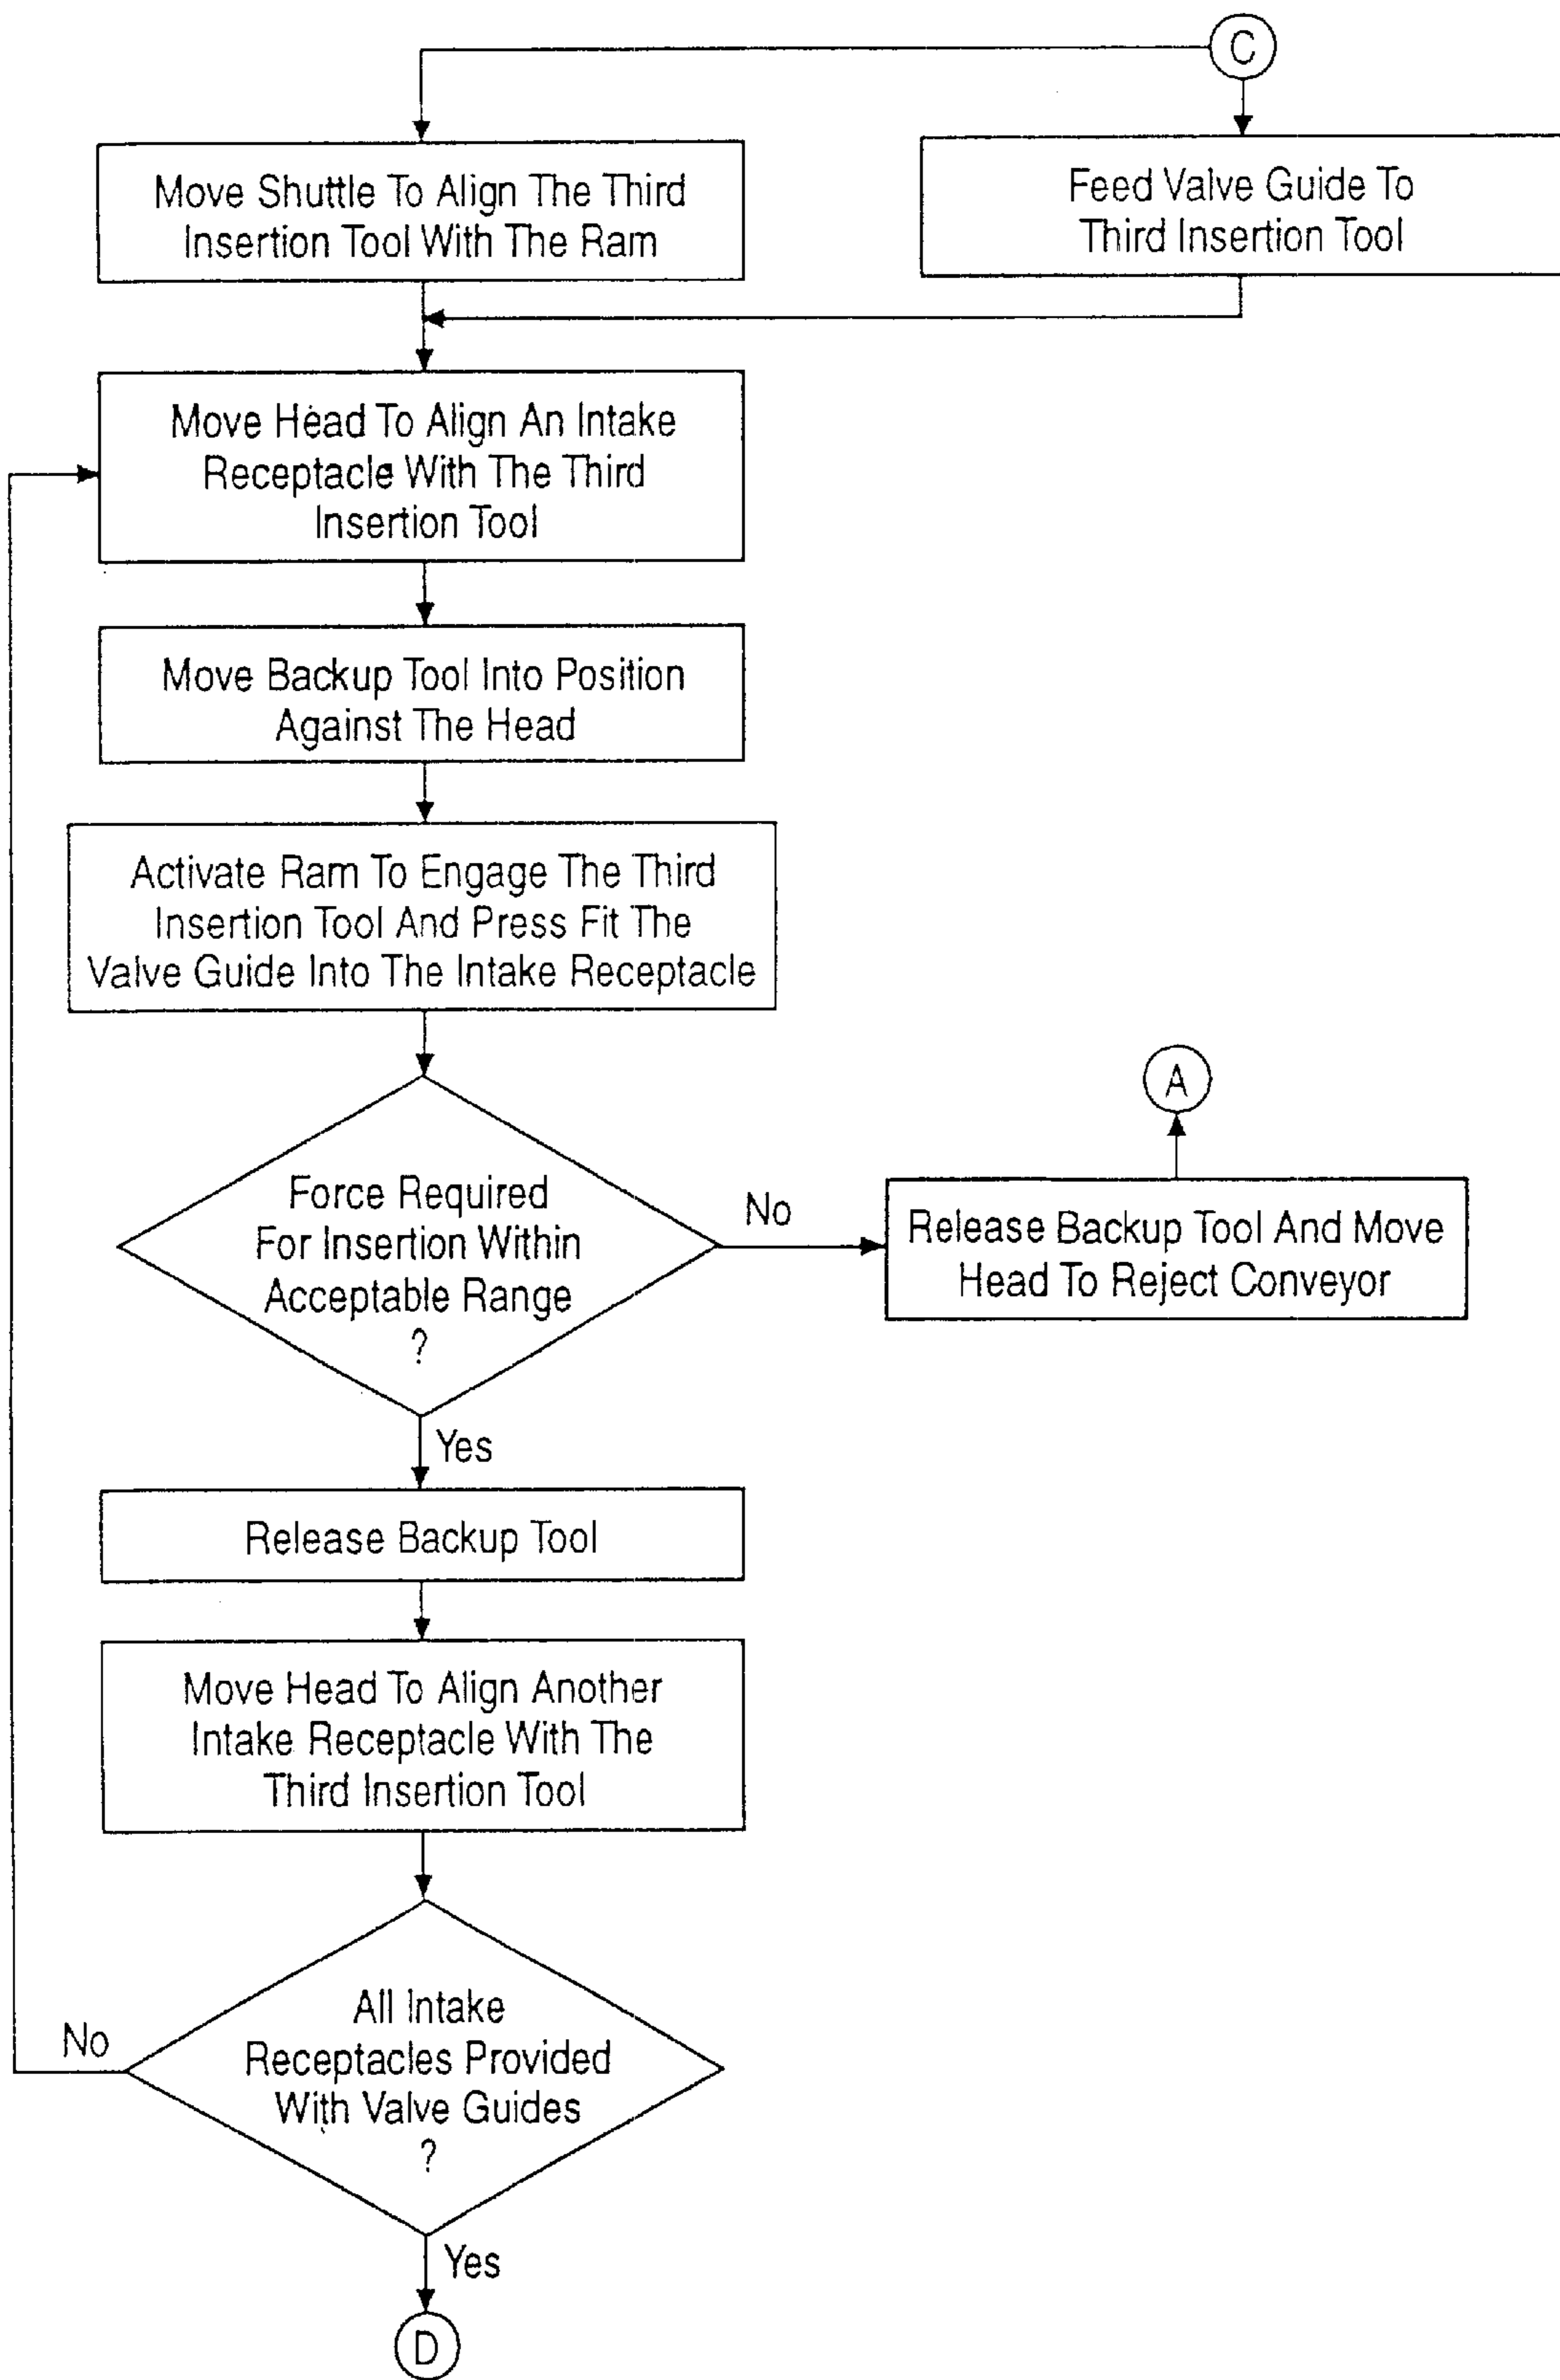 C
Move Shuttle To Align The Third
Insertion Tool With The Ram
Feed Valve Guide To
Third Insertion Tool
Move Head To Align An Intake
Receptacle With The Third
Insertion Tool
Move Backup Tool Into Position
Against The Head
Activate Ram To Engage The Third
Insertion Tool And Press Fit The
Valve Guide Into The Intake Receptacle
Force Required
For Insertion Within
Acceptable Range
?
No
A
Release Backup Tool And Move
Head To Reject Conveyor
Yes
Release Backup Tool
Move Head To Align Another
Intake Receptacle With The
Third Insertion Tool
All Intake
Receptacles Provided
With Valve Guides
?
No
Yes
D